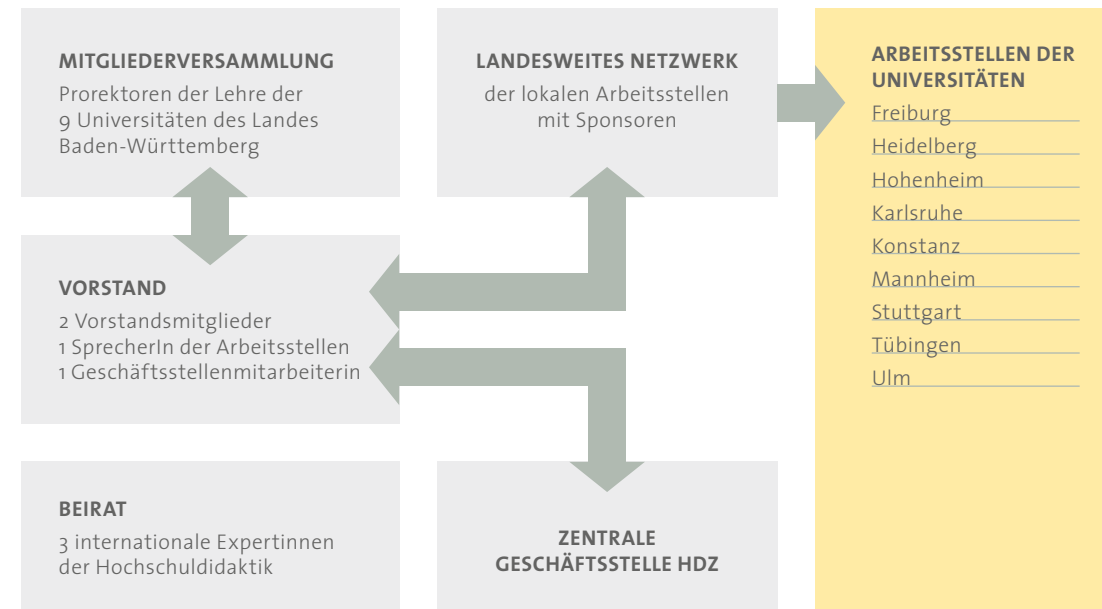 MITGLIEDERVERSAMMLUNG
Prorektoren der Lehre der
9 Universitäten des Landes
Baden-Württemberg
LANDESWEITES NETZWERK
der lokalen Arbeitsstellen
mit Sponsoren
ARBEITSSTELLEN DER
UNIVERSITÄTEN
Freiburg
Heidelberg
Hohenheim
Karlsruhe
Konstanz
Mannheim
Stuttgart
Tübingen
Ulm
VORSTAND
2 Vorstandsmitglieder
1 SprecherIn der Arbeitsstellen
1 Geschäftsstellenmitarbeiterin
BEIRAT
3 internationale Expertinnen
der Hochschuldidaktik
ZENTRALE
GESCHÄFTSSTELLE HDZ